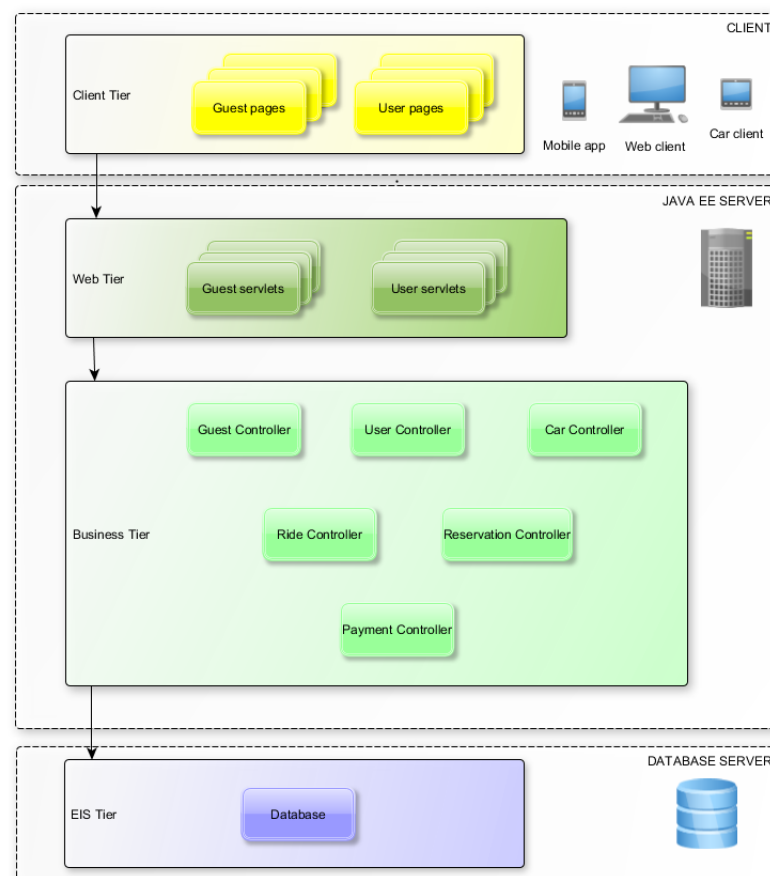 CLIENT
Client Tier
Guest pages
User pages
Mobile app
Web client
Car client
JAVA EE SERVER
Web Tier
Guest servlets
User servlets
Guest Controller
User Controller
Car Controller
Business Tier
Ride Controller
Reservation Controller
Payment Controller
DATABASE SERVER
EIS Tier
Database